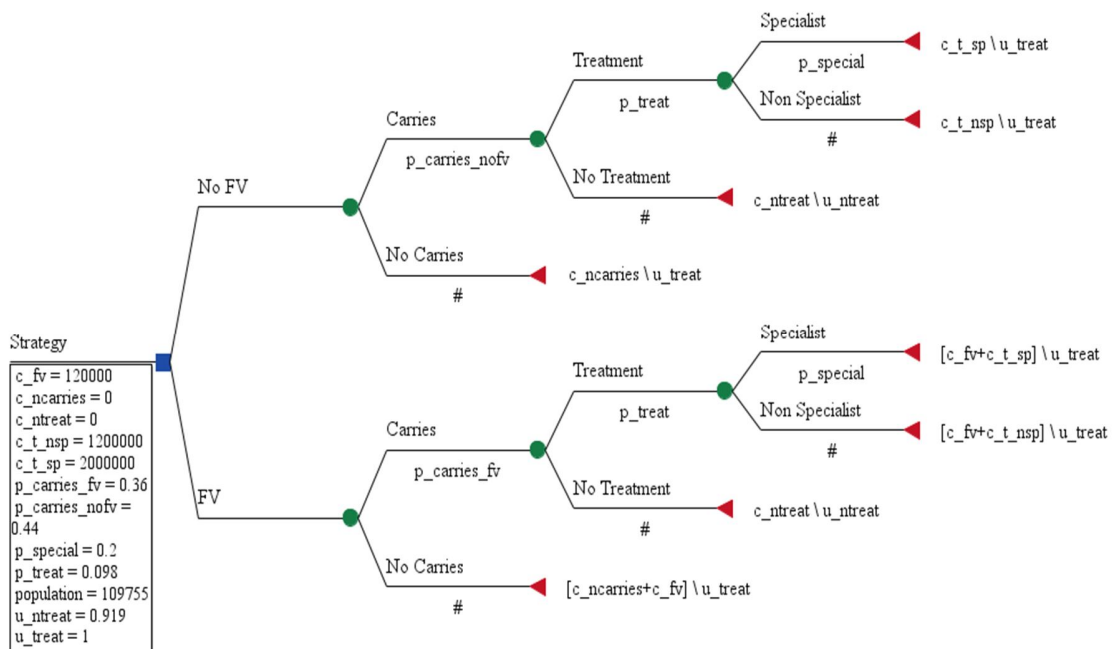 Specialist
c_t_sp \ u_treat
p_special
Treatment
p_treat
Non Specialist
c_t_nsp \ u_treat
#
Carries
p_carries_nofv
No Treatment
c_ntreat \ u_ntreat
#
No FV
No Carries
c_ncarries \ u_treat
#
Strategy
c_fv = 120000
c_ncarries = 0
c_ntreat = 0
c_t_nsp = 1200000
c_t_sp = 2000000
p_carries_fv = 0.36
p_carries_nofv =
0.44
p_special = 0.2
p_treat = 0.098
population = 109755
u_ntreat = 0.919
u_treat = 1
Specialist
[c_fv+c_t_sp] \ u_treat
p_special
Treatment
p_treat
Non Specialist
[c_fv+c_t_nsp] \ u_treat
#
Carries
p_carries_fv
No Treatment
c_ntreat \ u_ntreat
#
FV
No Carries
[c_ncarries+c_fv] \ u_treat
#